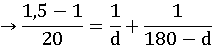 → (1,5 − 1)/20 = 1/d + 1/(180 − d)